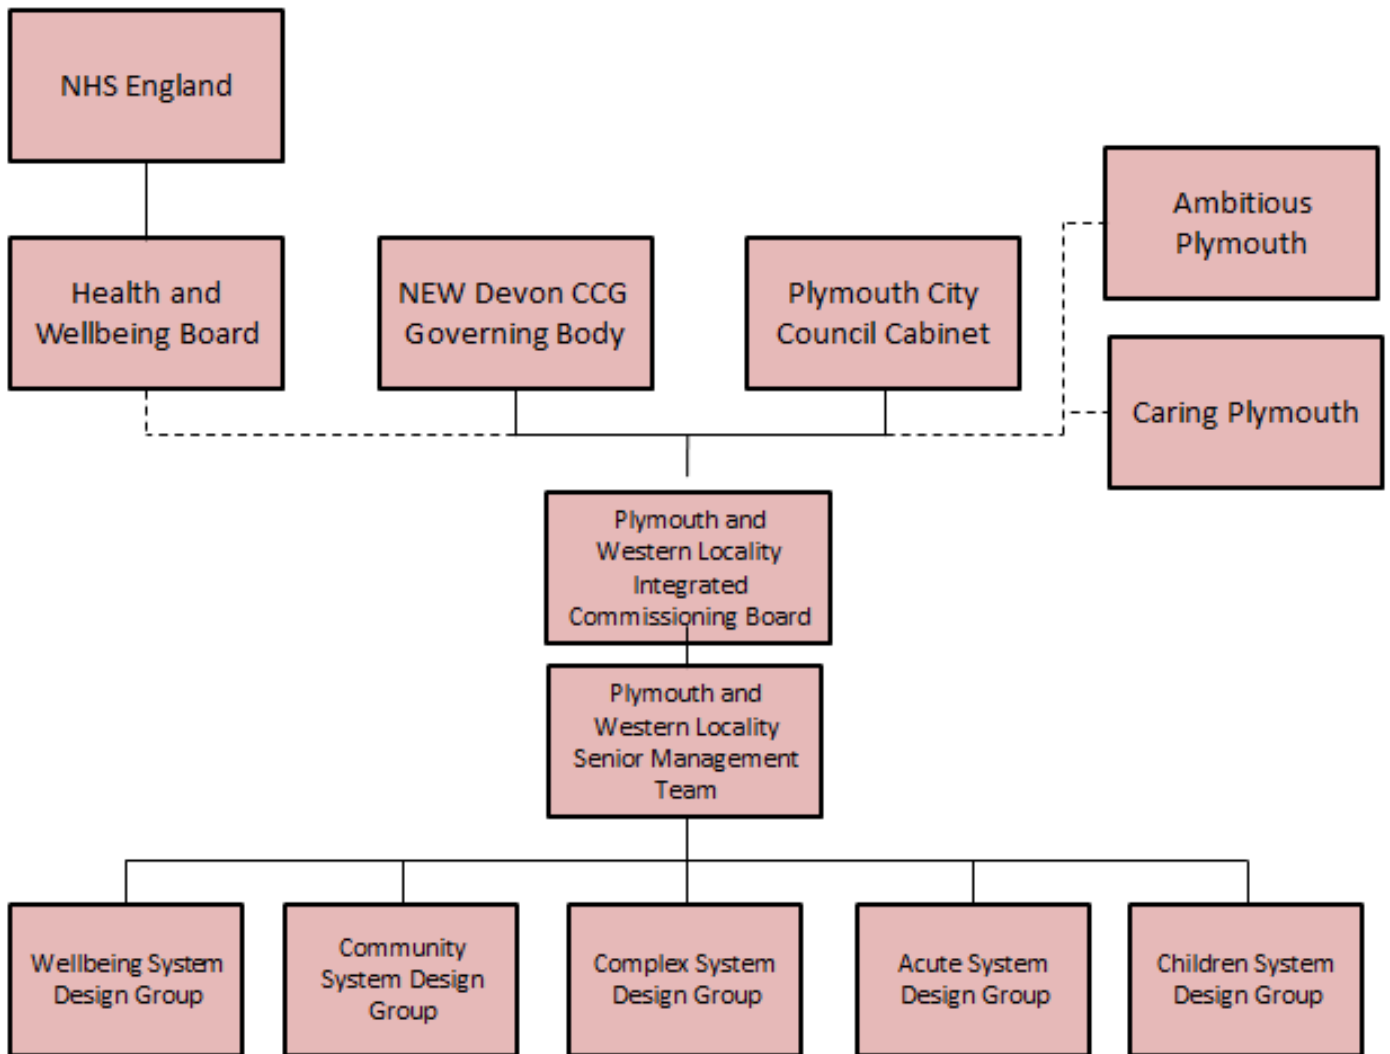 NHS England
Ambitious
Plymouth
Health and
Wellbeing Board
NEW Devon CCG
Governing Body
Plymouth City
Council Cabinet
Caring Plymouth
Plymouth and
Western Locality
Integrated
Commissioning Board
Plymouth and
Western Locality
Senior Management
Team
Wellbeing System
Design Group
Community
System Design
Group
Complex System
Design Group
Acute System
Design Group
Children System
Design Group